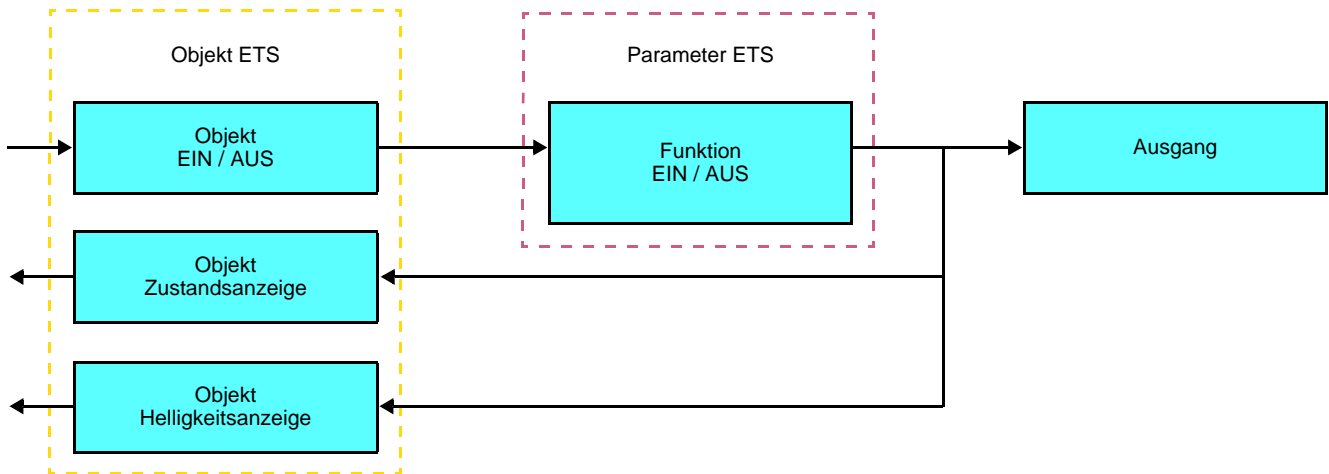 Objekt ETS
Parameter ETS
Objekt
EIN / AUS
Funktion
EIN / AUS
Ausgang
Objekt
Zustandsanzeige
Objekt
Helligkeitsanzeige